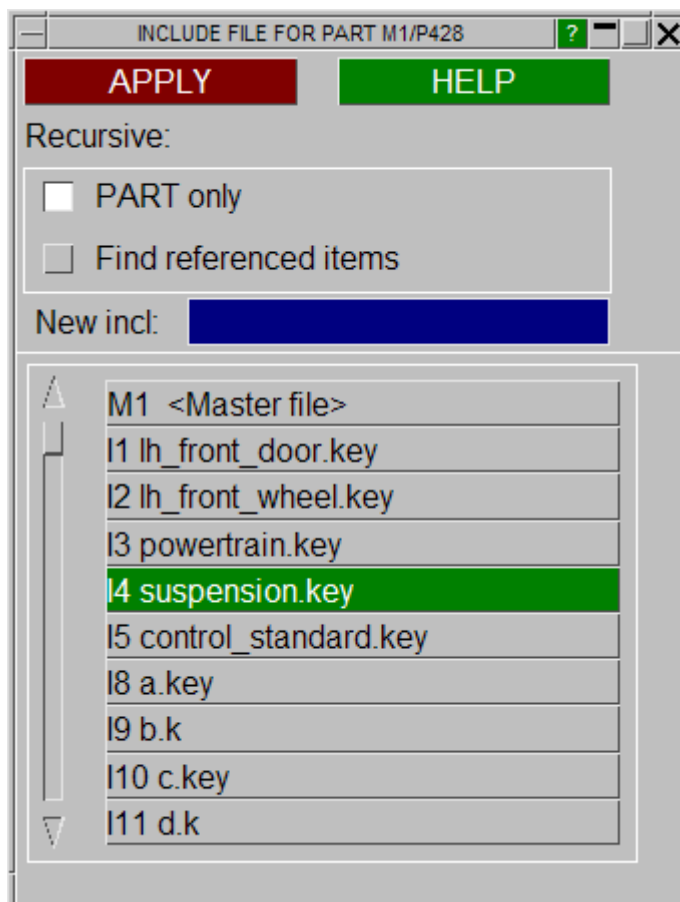 INCLUDE FILE FOR PART M1/P428 ?
APPLY HELP
Recursive:
PART only
Find referenced items
New incl:
M1 <Master file>
I1 lh_front_door.key
I2 lh_front_wheel.key
I3 powertrain.key
I4 suspension.key
I5 control_standard.key
I8 a.key
I9 b.k
I10 c.key
I11 d.k